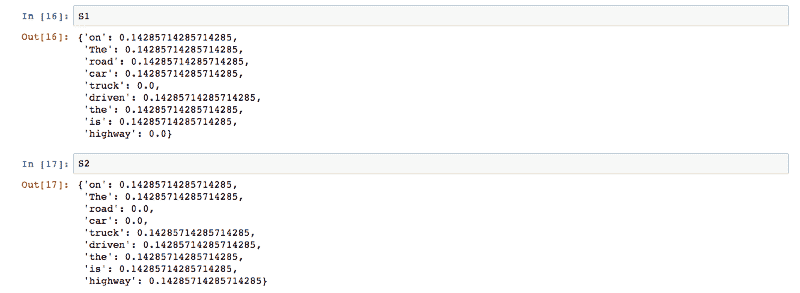 In [16]: S1
Out[16]: {'on': 0.14285714285714285,
'The': 0.14285714285714285,
'road': 0.14285714285714285,
'car': 0.14285714285714285,
'truck': 0.0,
'driven': 0.14285714285714285,
'the': 0.14285714285714285,
'is': 0.14285714285714285,
'highway': 0.0}
In [17]: S2
Out[17]: {'on': 0.14285714285714285,
'The': 0.14285714285714285,
'road': 0.0,
'car': 0.0,
'truck': 0.14285714285714285,
'driven': 0.14285714285714285,
'the': 0.14285714285714285,
'is': 0.14285714285714285,
'highway': 0.14285714285714285}